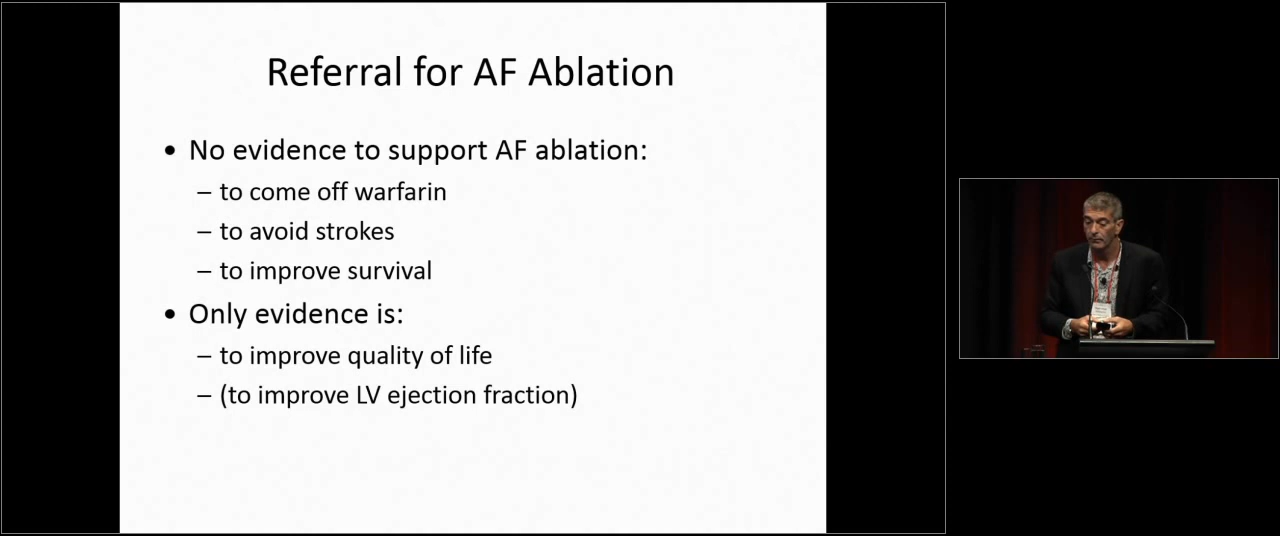 Referral for AF Ablation
• No evidence to support AF ablation:
– to come off warfarin
– to avoid strokes
– to improve survival
• Only evidence is:
– to improve quality of life
– (to improve LV ejection fraction)